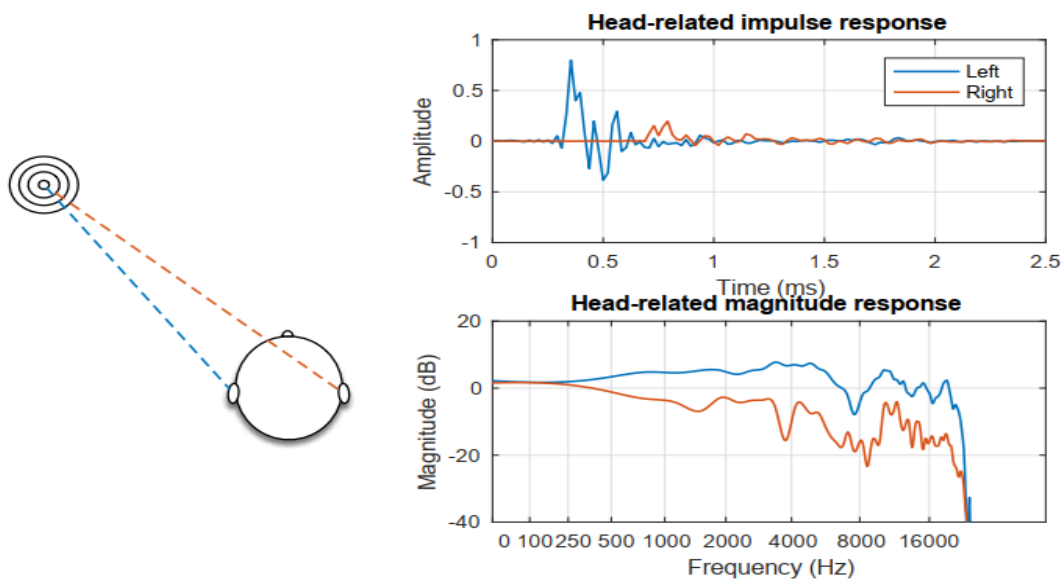 Head-related impulse response
1
0.5
0
-0.5
-1
Amplitude
Left
Right
0 0.5 1 1.5 2 2.5
Time (ms)
Head-related magnitude response
20
0
-20
-40
Magnitude (dB)
0 100 250 500 1000 2000 4000 8000 16000
Frequency (Hz)